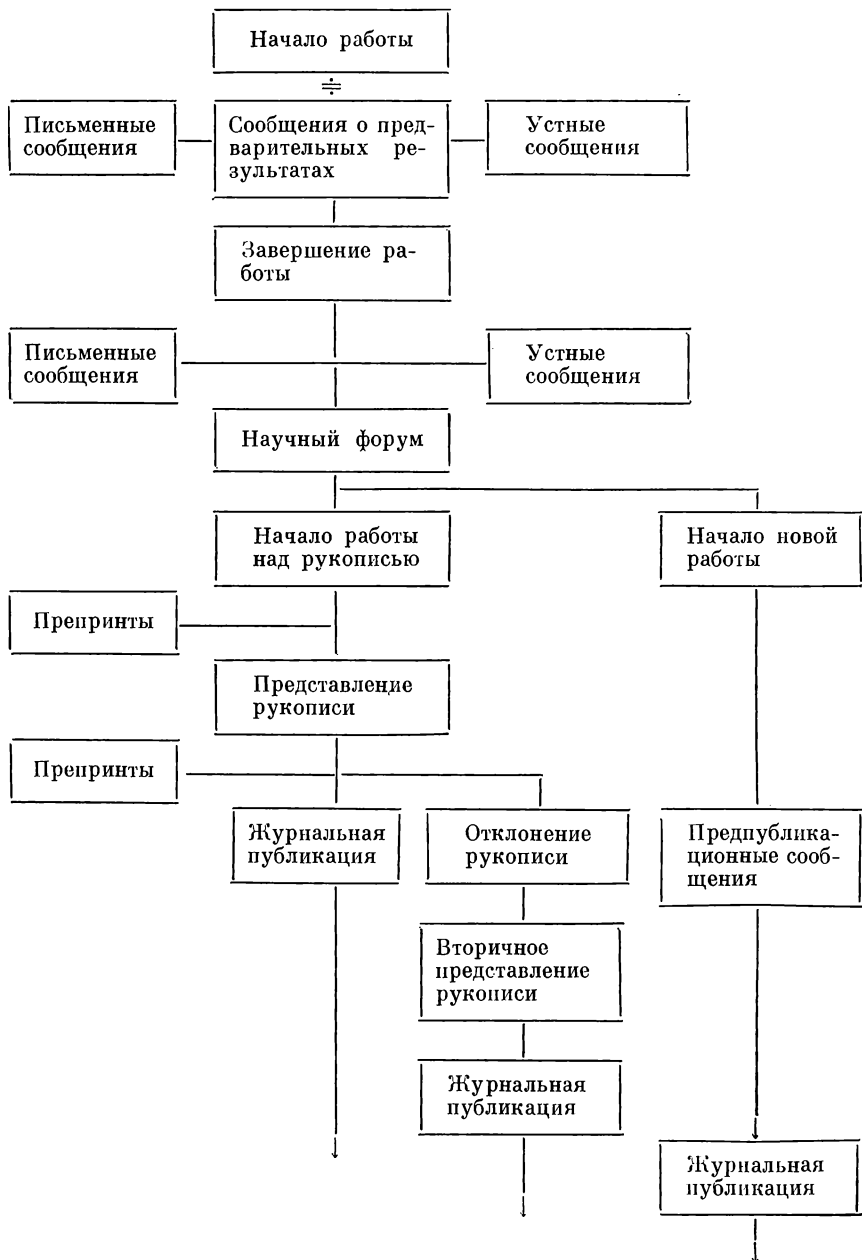 Начало работы
Письменные
сообщения
Сообщения о пред-
варительных ре-
зультатах
Устные
сообщения
Завершение ра-
боты
Письменные
сообщения
Устные
сообщения
Научный форум
Начало работы
над рукописью
Начало новой
работы
Препринты
Представление
рукописи
Препринты
Журнальная
публикация
Отклонение
рукописи
Предпублика-
ционные сооб-
щения
Вторичное
представление
рукописи
Журнальная
публикация
Журнальная
публикация